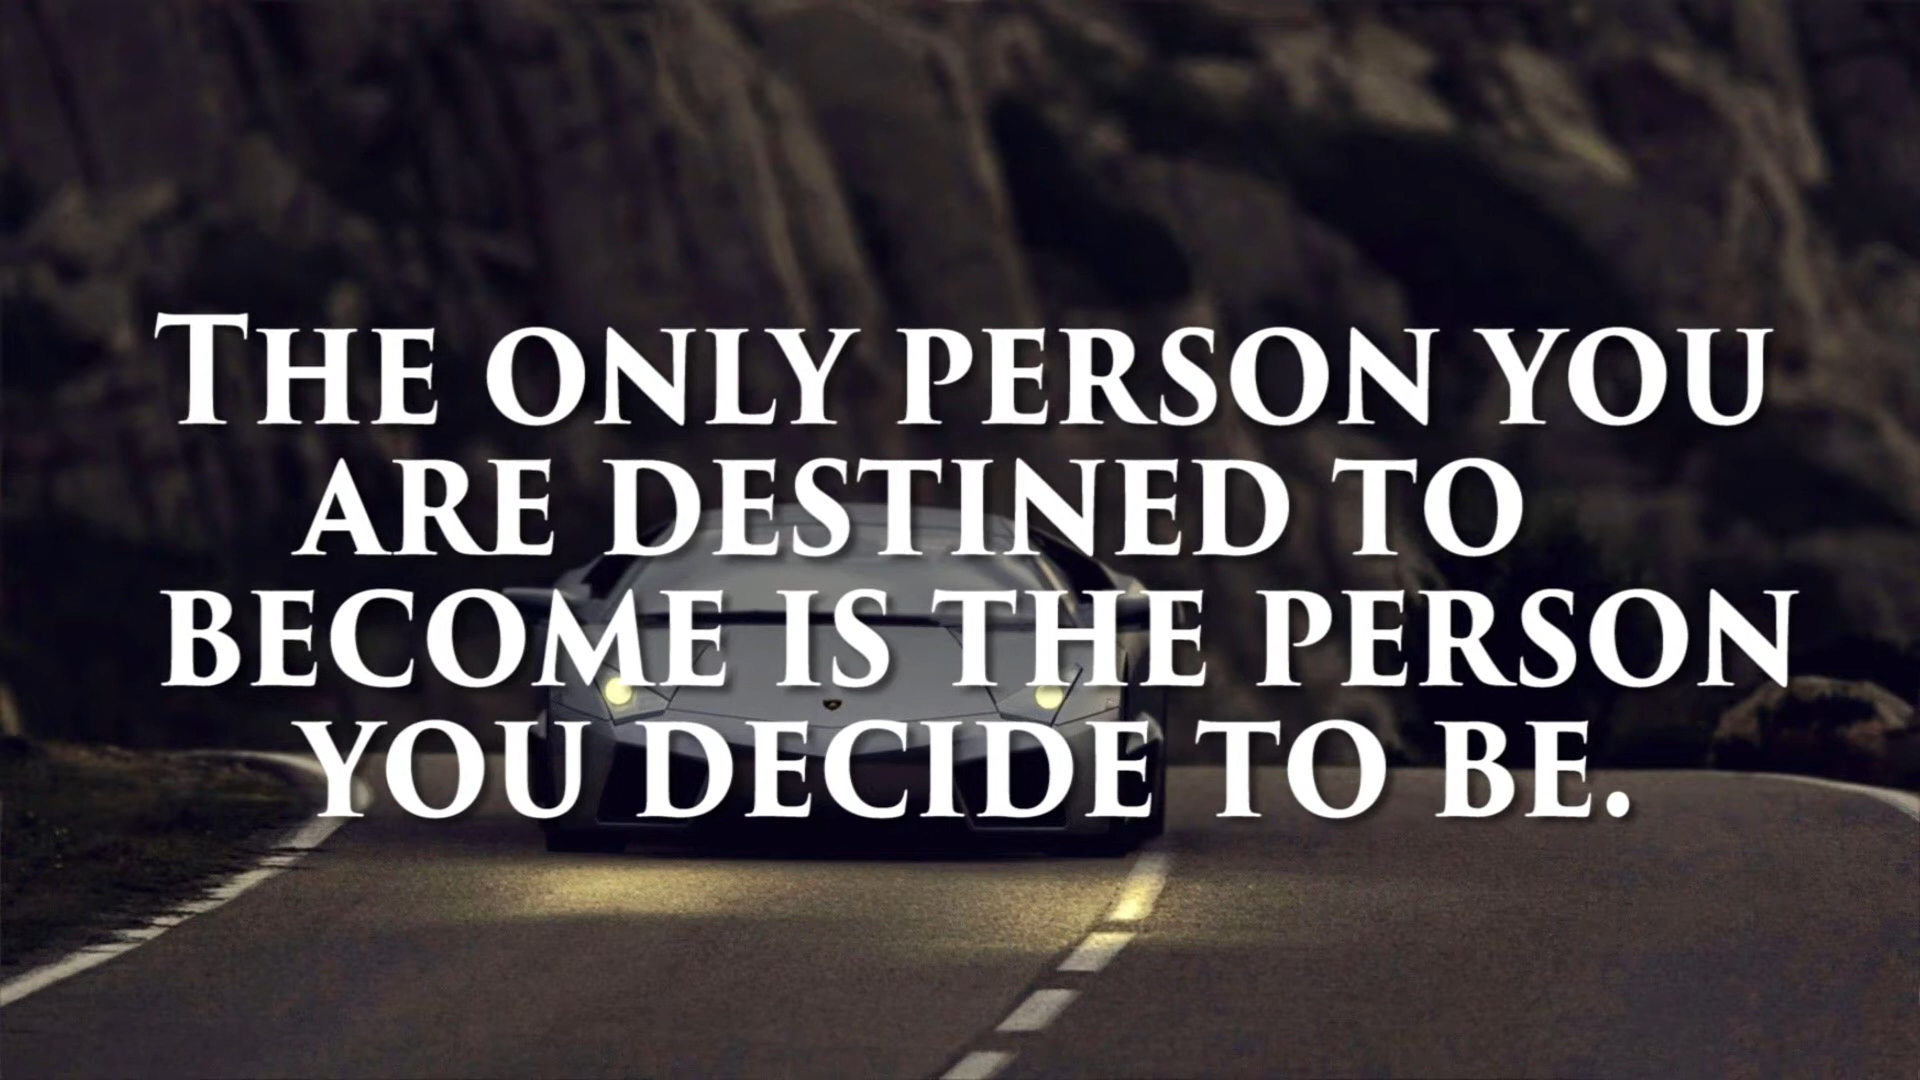 The only person you
are destined to
become is the person
you decide to be.